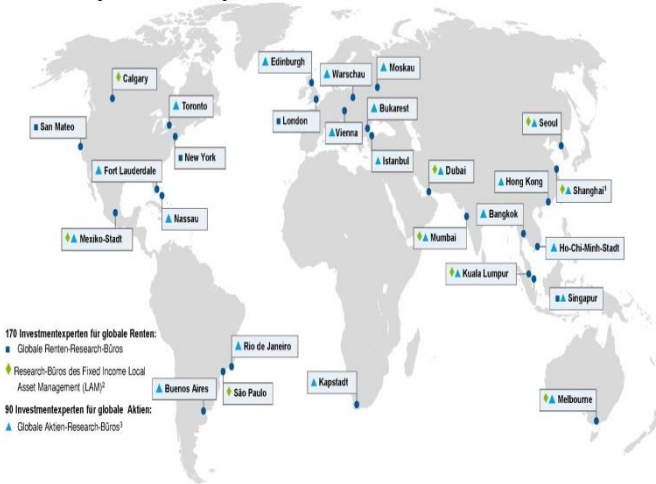 Edinburgh
Moskau
Warschau
Calgary
Toronto
Bukarest
San Mateo
London
Seoul
New York
Vienna
Istanbul
Fort Lauderdale
Dubai
Hong Kong
Shanghai¹
Nassau
Bangkok
Mexiko-Stadt
Mumbai
Ho-Chi-Minh-Stadt
Kuala Lumpur
Singapur
170 Investmentexperten für globale Renten:
Globale Renten-Research-Büros
Research-Büros des Fixed Income Local
Asset Management (LAM)²
90 Investmentexperten für globale Aktien:
Globale Aktien-Research-Büros³
Rio de Janeiro
Buenos Aires
São Paulo
Kapstadt
Melbourne